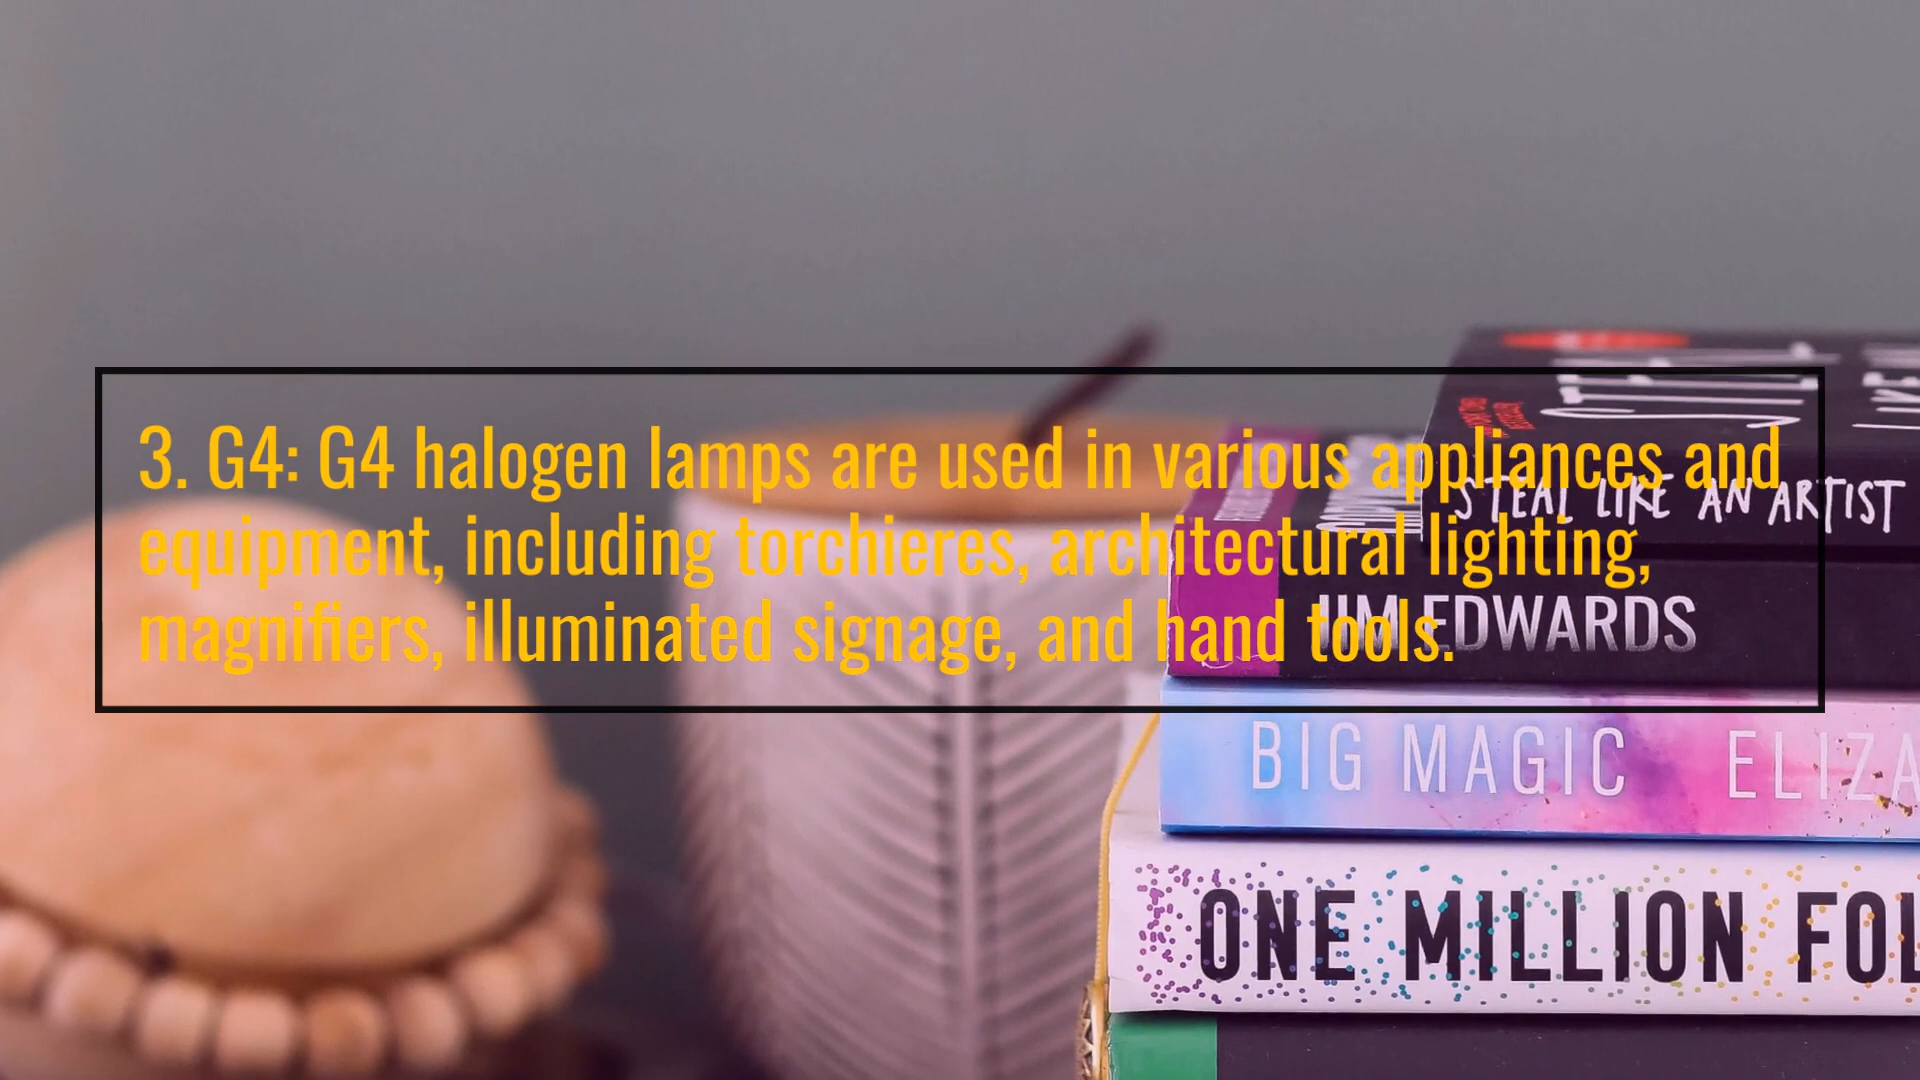 3. G4: G4 halogen lamps are used in various appliances and
equipment, including torchieres, architectural lighting,
magnifiers, illuminated signage, and hand tools.
STEAL LIKE AN ARTIST
JIM EDWARDS
BIG MAGIC ELIZA
ONE MILLION FOL